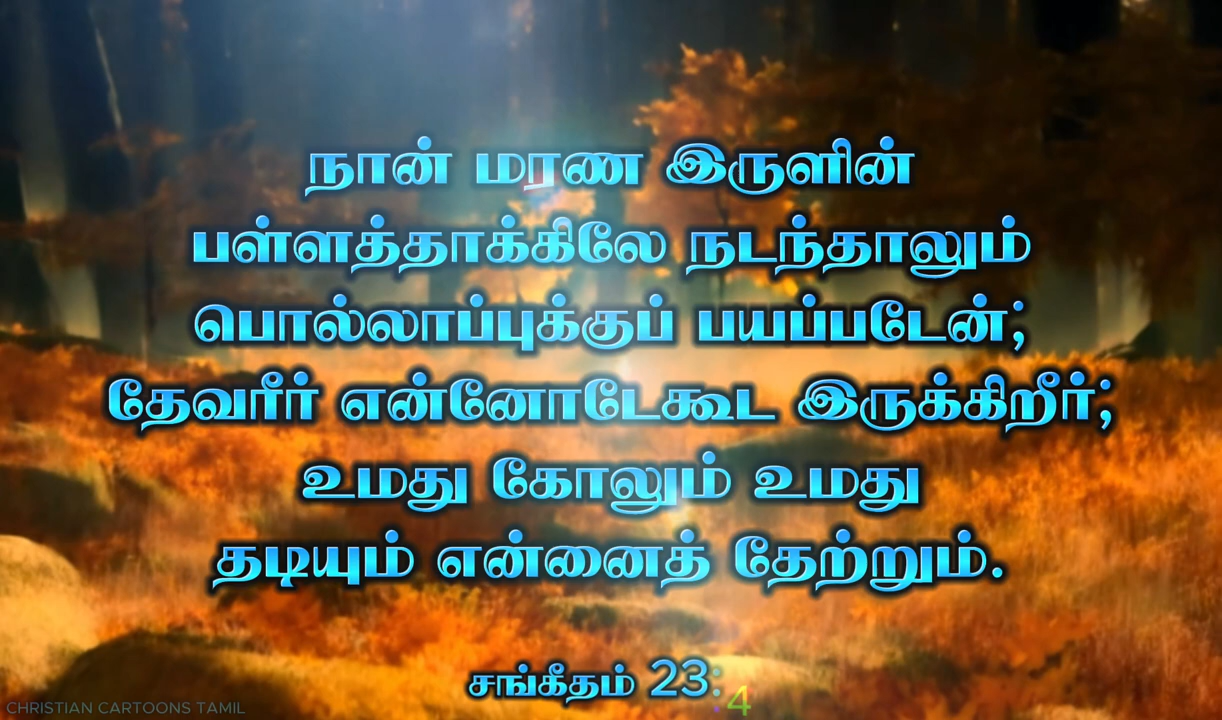 நான் மரண இருளின்
பள்ளத்தாக்கிலே நடந்தாலும்
பொல்லாப்புக்குப் பயப்படேன்;
தேவரீர் என்னோடேகூட இருக்கிறீர்;
உமது கோலும் உமது
தடியும் என்னைத் தேற்றும்.
சங்கீதம் 23:4
CHRISTIAN CARTOONS TAMIL